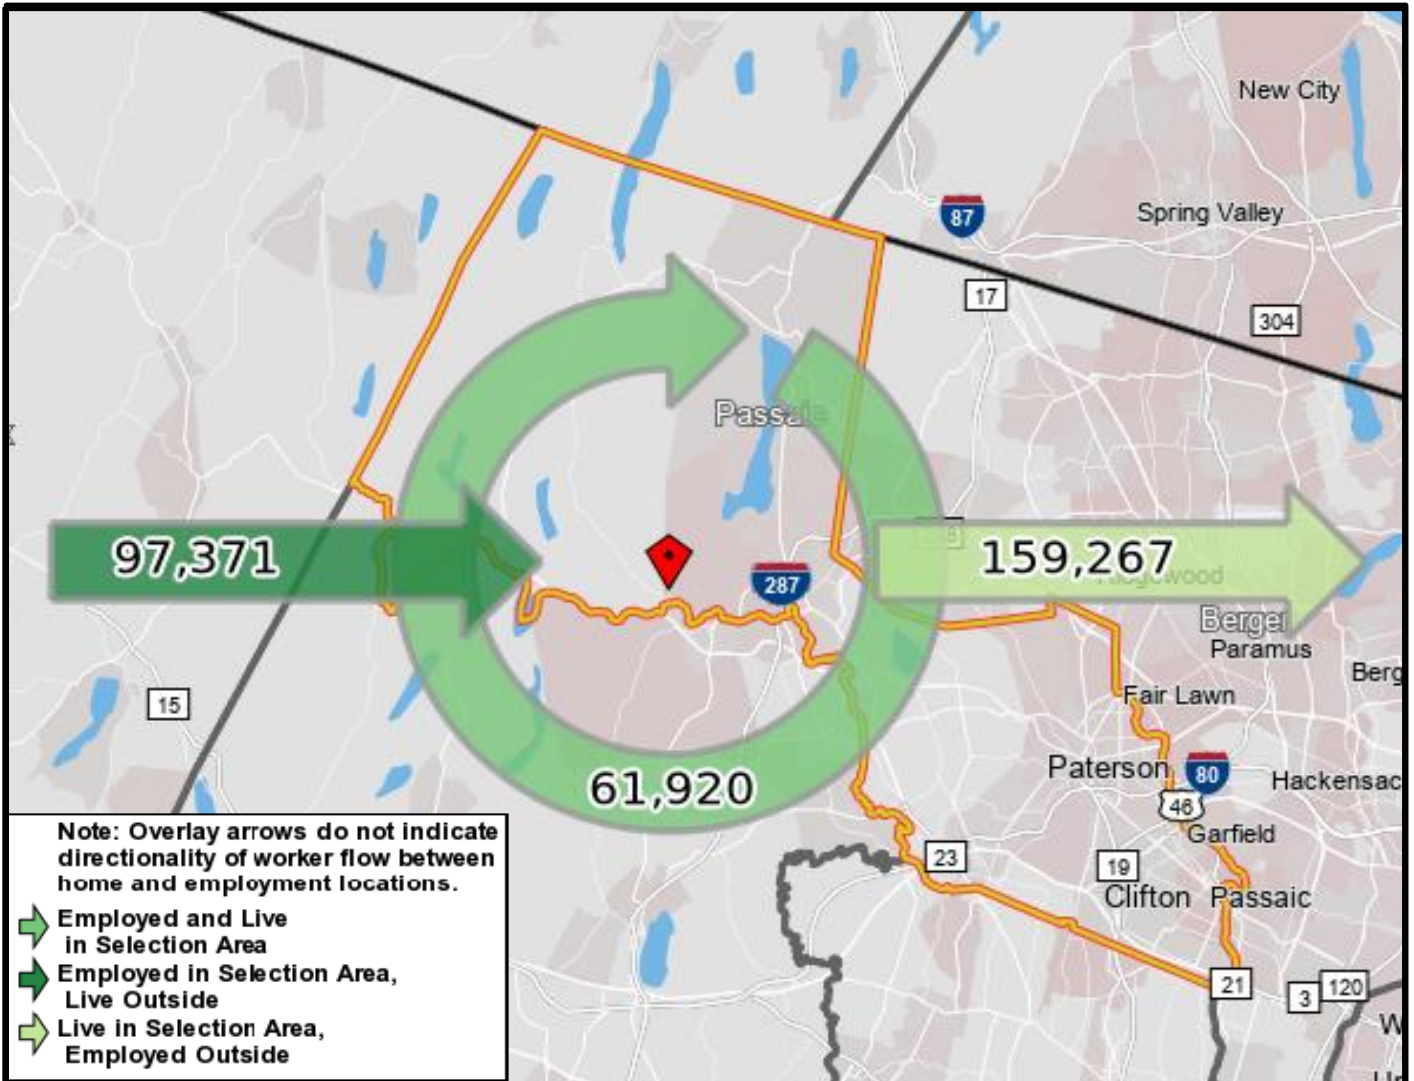 New City
87
Spring Valley
17
304
Passaic
97,371
159,267
287
Bergen
Paramus
Berg
15
Fair Lawn
61,920
Paterson
80
Hackensac
46
Garfield
23
19
Clifton
Passaic
21
3
120
W
Note: Overlay arrows do not indicate
directionality of worker flow between
home and employment locations.
Employed and Live
in Selection Area
Employed in Selection Area,
Live Outside
Live in Selection Area,
Employed Outside